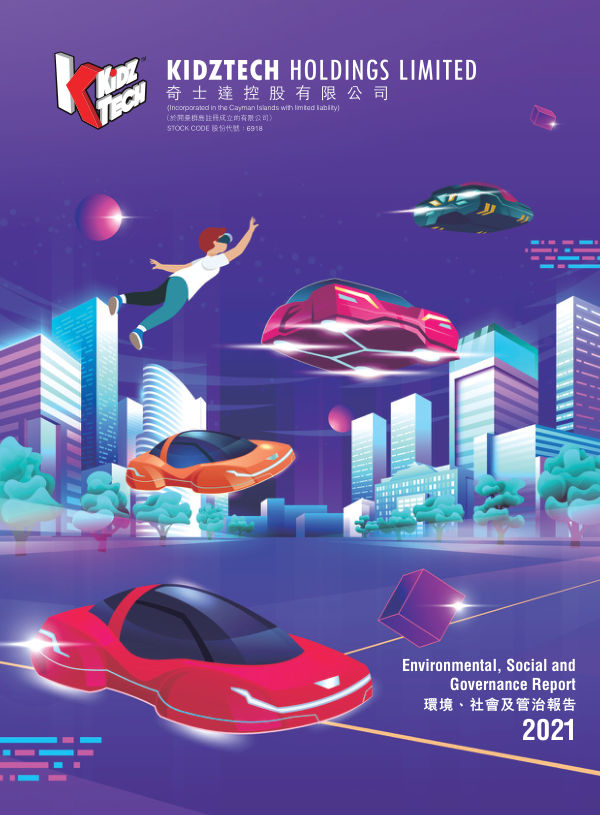 KIDZ
TECH
KIDZTECH HOLDINGS LIMITED
奇士達控股有限公司
(Incorporated in the Cayman Islands with limited liability)
(於開曼群島註冊成立的有限公司)
STOCK CODE 股份代號：6918
Environmental, Social and
Governance Report
環境、社會及管治報告
2021